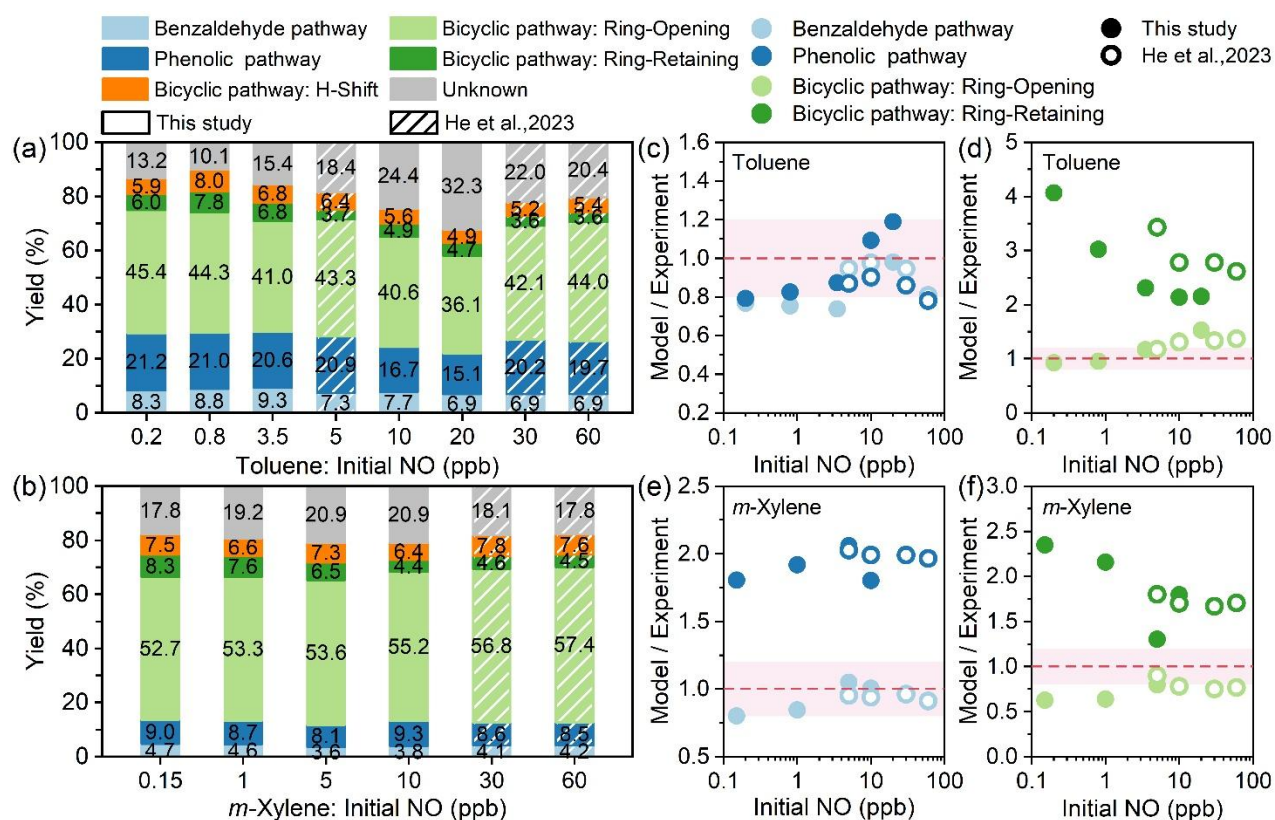 Benzaldehyde pathway
Bicyclic pathway: Ring-Opening
Phenolic pathway
Bicyclic pathway: Ring-Retaining
Bicyclic pathway: H-Shift
Unknown
This study
He et al.,2023
Benzaldehyde pathway
This study
Phenolic pathway
He et al.,2023
Bicyclic pathway: Ring-Opening
Bicyclic pathway: Ring-Retaining
(a)
Yield (%)
100
80
60
40
20
0
13.2 10.1 15.4 18.4 24.4 32.3 22.0 20.4
5.9 8.0 6.8 6.4 5.6 4.9 5.2 5.4
6.0 7.8 6.8 3.7 4.9 4.7 3.6 3.6
45.4 44.3 41.0 43.3 40.6 36.1 42.1 44.0
21.2 21.0 20.6 20.9 16.7 15.1 20.2 19.7
8.3 8.8 9.3 7.3 7.7 6.9 6.9 6.9
0.2 0.8 3.5 5 10 20 30 60
Toluene: Initial NO (ppb)
(c)
Toluene
Model / Experiment
1.6
1.4
1.2
1.0
0.8
0.6
0.4
0.2
0.1 1 10 100
Initial NO (ppb)
(d)
Toluene
Model / Experiment
5
4
3
2
1
0
0.1 1 10 100
Initial NO (ppb)
(b)
Yield (%)
100
80
60
40
20
0
17.8 19.2 20.9 20.9 18.1 17.8
7.5 6.6 7.3 6.4 7.8 7.6
8.3 7.6 6.5 4.4 4.6 4.5
52.7 53.3 53.6 55.2 56.8 57.4
9.0 8.7 8.1 9.3 8.6 8.5
4.7 4.6 3.6 3.8 4.1 4.2
0.15 1 5 10 30 60
m-Xylene: Initial NO (ppb)
(e)
m-Xylene
Model / Experiment
2.5
2.0
1.5
1.0
0.5
0.1 1 10 100
Initial NO (ppb)
(f)
m-Xylene
Model / Experiment
3.0
2.5
2.0
1.5
1.0
0.5
0.0
0.1 1 10 100
Initial NO (ppb)